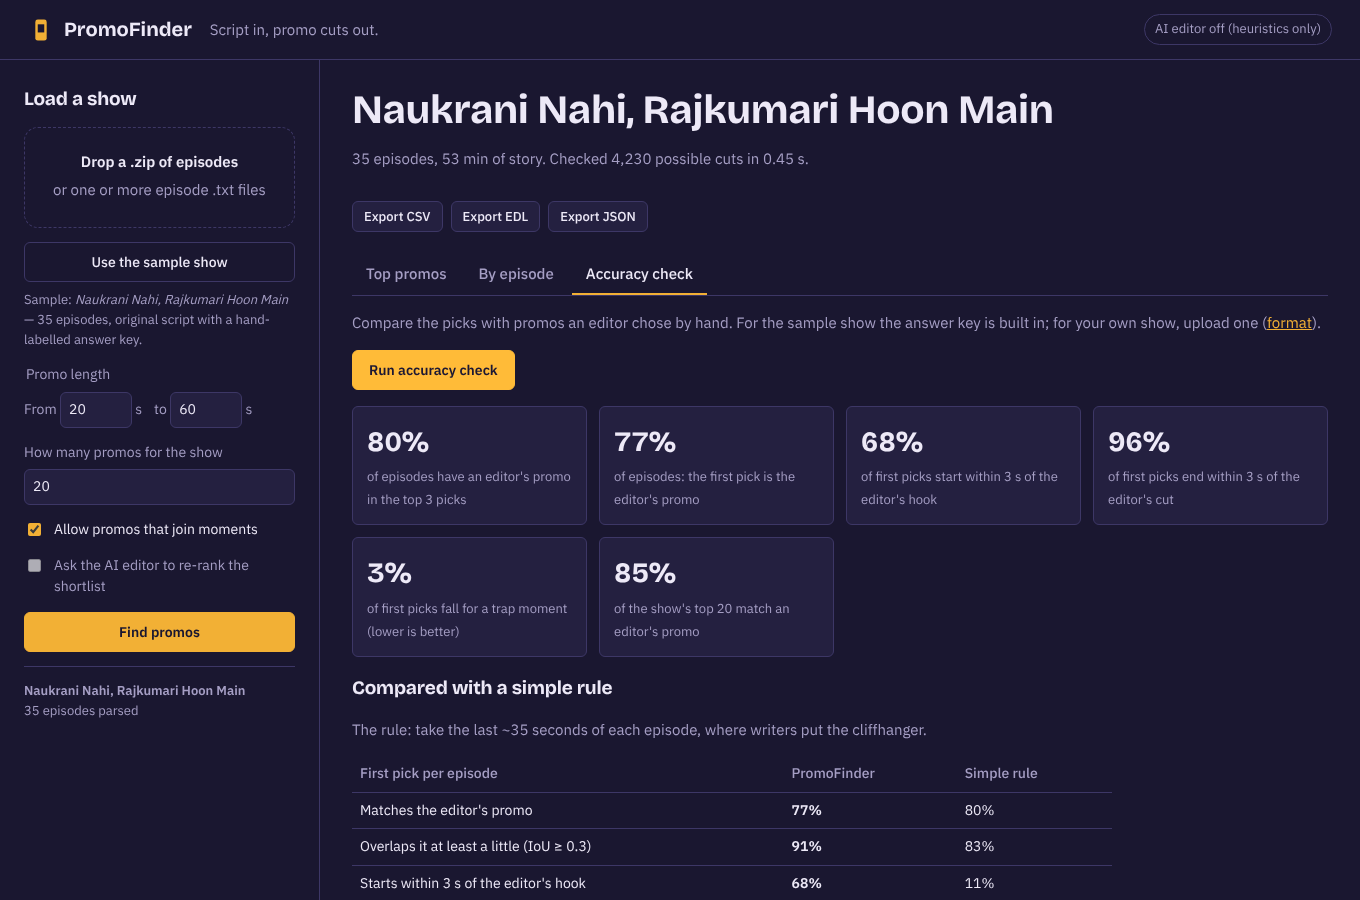 PromoFinder
Script in, promo cuts out.
AI editor off (heuristics only)
Load a show
Drop a .zip of episodes
or one or more episode .txt files
Use the sample show
Sample: Naukrani Nahi, Rajkumari Hoon Main
— 35 episodes, original script with a hand-
labelled answer key.
Promo length
From 20 s to 60 s
How many promos for the show
20
Allow promos that join moments
Ask the AI editor to re-rank the
shortlist
Find promos
Naukrani Nahi, Rajkumari Hoon Main
35 episodes parsed
Naukrani Nahi, Rajkumari Hoon Main
35 episodes, 53 min of story. Checked 4,230 possible cuts in 0.45 s.
Export CSV Export EDL Export JSON
Top promos By episode Accuracy check
Compare the picks with promos an editor chose by hand. For the sample show the answer key is built in; for your own show, upload one (format).
Run accuracy check
80%
of episodes have an editor's promo
in the top 3 picks
77%
of episodes: the first pick is the
editor's promo
68%
of first picks start within 3 s of the
editor's hook
96%
of first picks end within 3 s of the
editor's cut
3%
of first picks fall for a trap moment
(lower is better)
85%
of the show's top 20 match an
editor's promo
Compared with a simple rule
The rule: take the last ~35 seconds of each episode, where writers put the cliffhanger.
First pick per episode PromoFinder Simple rule
Matches the editor's promo 77% 80%
Overlaps it at least a little (IoU ≥ 0.3) 91% 83%
Starts within 3 s of the editor's hook 68% 11%